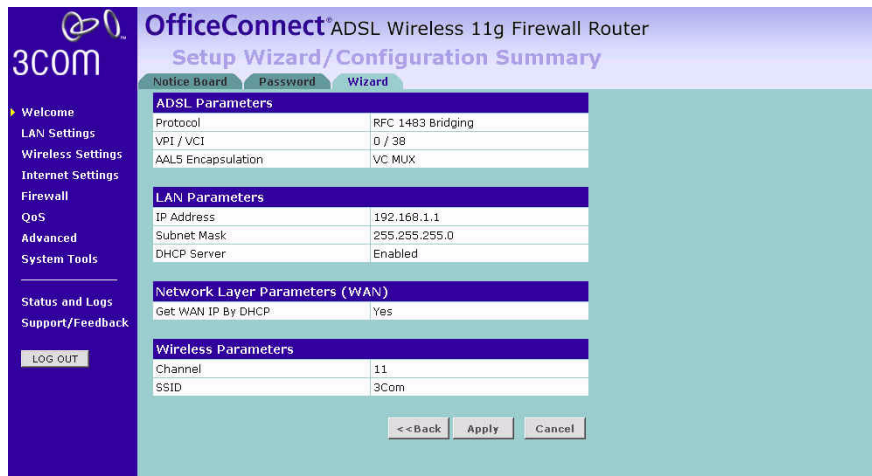 3COM
OfficeConnect® ADSL Wireless 11g Firewall Router
Setup Wizard/Configuration Summary
Notice Board Password Wizard
Welcome
LAN Settings
Wireless Settings
Internet Settings
Firewall
QoS
Advanced
System Tools
Status and Logs
Support/Feedback
LOG OUT
ADSL Parameters
Protocol RFC 1483 Bridging
VPI / VCI 0 / 38
AAL5 Encapsulation VC MUX
LAN Parameters
IP Address 192.168.1.1
Subnet Mask 255.255.255.0
DHCP Server Enabled
Network Layer Parameters (WAN)
Get WAN IP By DHCP Yes
Wireless Parameters
Channel 11
SSID 3Com
<<Back Apply Cancel